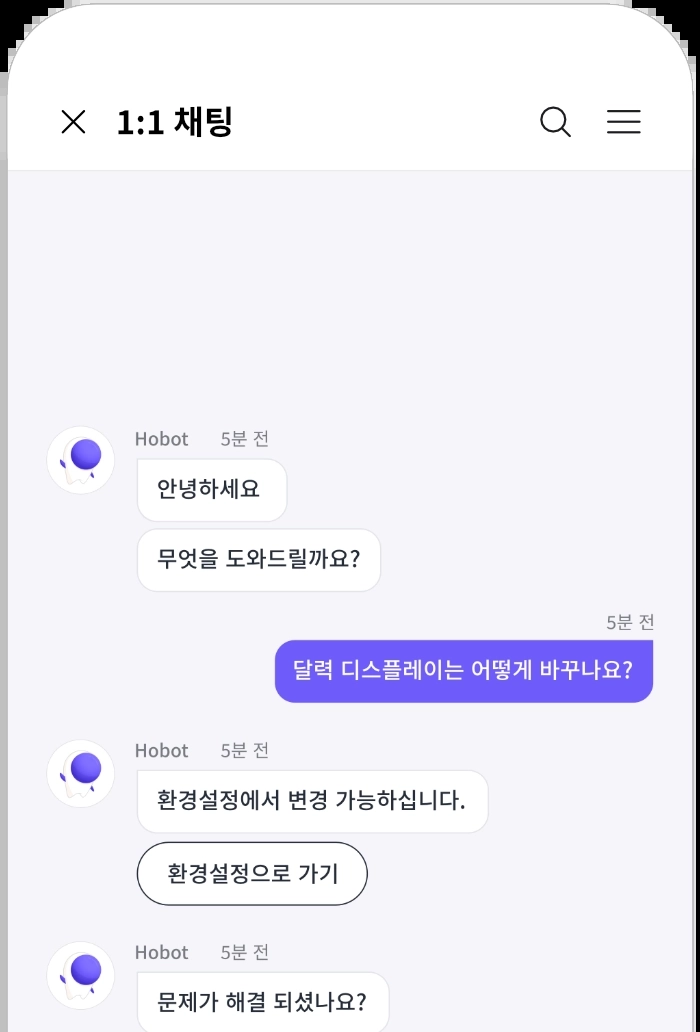 1:1 채팅
Hobot 5분 전
안녕하세요
무엇을 도와드릴까요?
5분 전
달력 디스플레이는 어떻게 바꾸나요?
Hobot 5분 전
환경설정에서 변경 가능하십니다.
환경설정으로 가기
Hobot 5분 전
문제가 해결 되셨나요?